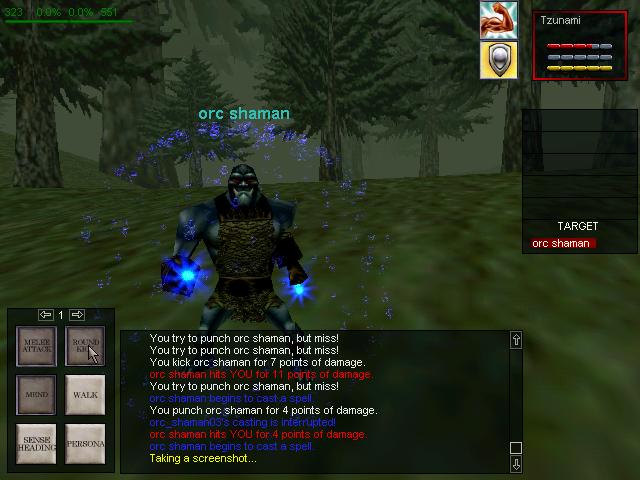 323 0.0% 0.0% 551
Tzunami
orc shaman
TARGET
orc shaman
1
MELEE ATTACK
ROUND
MEND
WALK
SENSE HEADING
PERSONA
You try to punch orc shaman, but miss!
You try to punch orc shaman, but miss!
You kick orc shaman for 7 points of damage.
orc shaman hits YOU for 11 points of damage.
You try to punch orc shaman, but miss!
orc shaman begins to cast a spell.
You punch orc shaman for 4 points of damage.
orc_shaman03's casting is interrupted!
orc shaman hits YOU for 4 points of damage.
orc shaman begins to cast a spell.
Taking a screenshot...